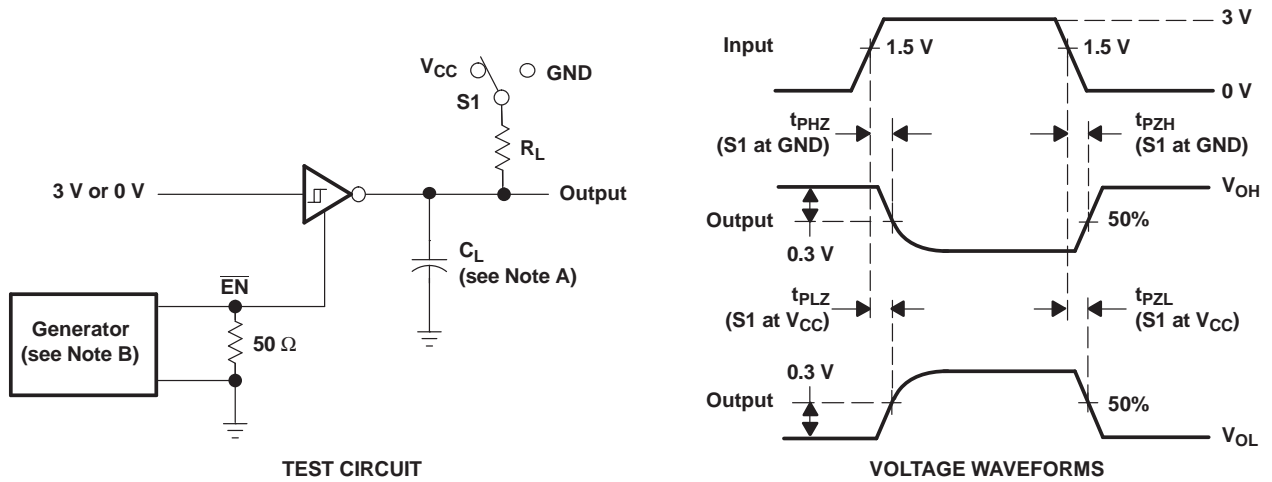 VCC
GND
S1
RL
3 V or 0 V
Output
CL
(see Note A)
EN
Generator
(see Note B)
50 Ω
TEST CIRCUIT
Input
3 V
1.5 V
1.5 V
0 V
tPHZ
(S1 at GND)
tPZH
(S1 at GND)
Output
VOH
50%
0.3 V
tPLZ
(S1 at VCC)
tPZL
(S1 at VCC)
0.3 V
Output
50%
VOL
VOLTAGE WAVEFORMS